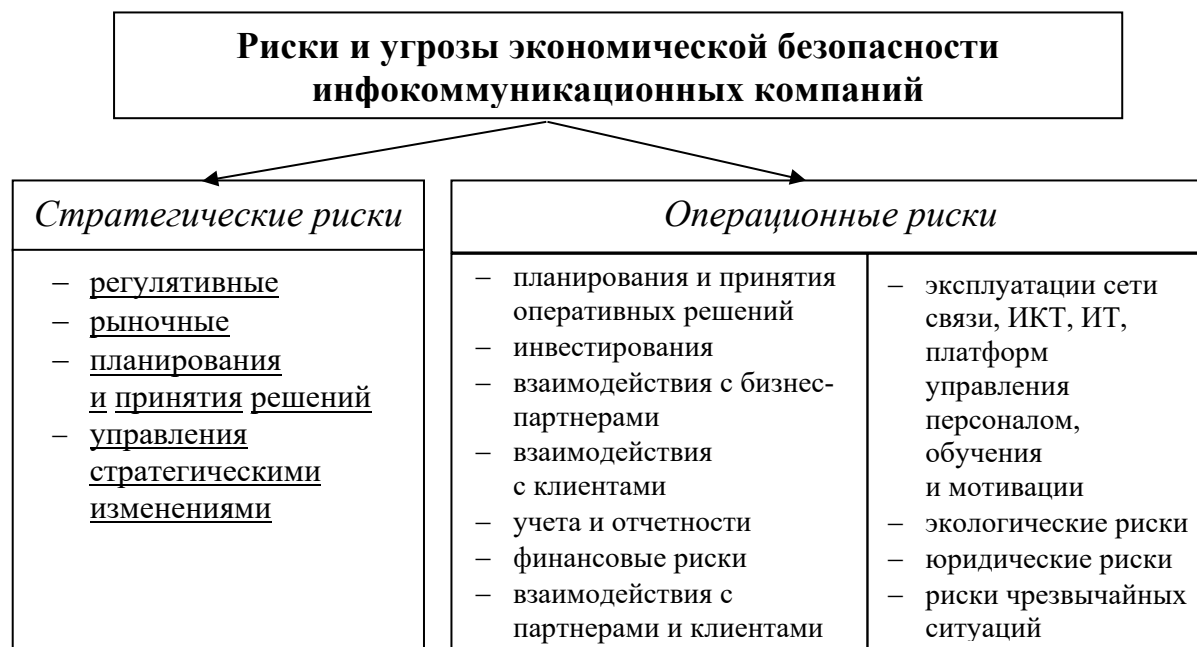 Риски и угрозы экономической безопасности
инфокоммуникационных компаний
Стратегические риски
– регулятивные
– рыночные
– планирования
и принятия решений
– управления
стратегическими
изменениями
Операционные риски
– планирования и принятия
оперативных решений
– инвестирования
– взаимодействия с бизнес-
партнерами
– взаимодействия
с клиентами
– учета и отчетности
– финансовые риски
– взаимодействия с
партнерами и клиентами
– эксплуатации сети
связи, ИКТ, ИТ,
платформ
управления
персоналом,
обучения
и мотивации
– экологические риски
– юридические риски
– риски чрезвычайных
ситуаций